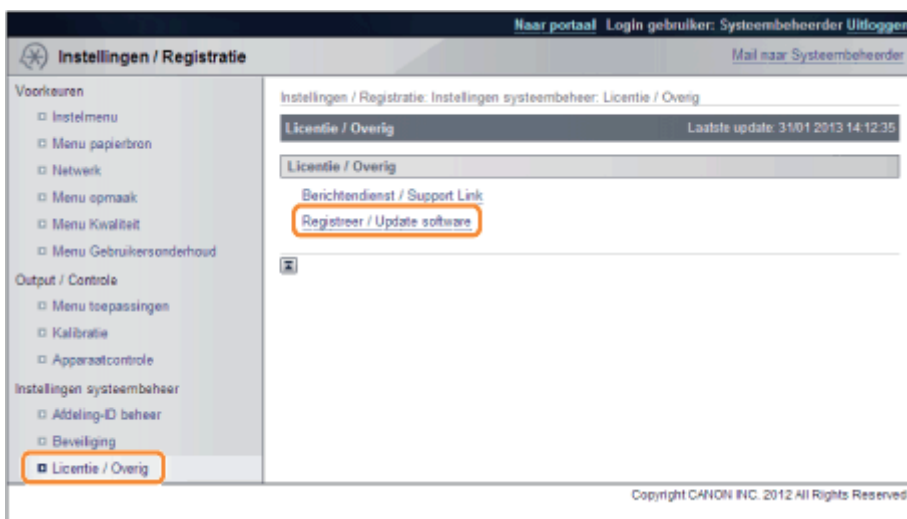 Naar portaal Login gebruiker: Systeembeheerder Uitloggen
Instellingen / Registratie
Mail naar Systeembeheerder
Voorkeuren
Instelmenu
Menu papierbron
Netwerk
Menu opmaak
Menu Kwaliteit
Menu Gebruikersonderhoud
Output / Controle
Menu toepassingen
Kalibratie
Apparaatcontrole
Instellingen systeembeheer
Afdeling-ID beheer
Beveiliging
Licentie / Overig
Instellingen / Registratie: Instellingen systeembeheer: Licentie / Overig
Licentie / Overig
Laatste update: 31/01 2013 14:12:35
Licentie / Overig
Berichtendienst / Support Link
Registreer / Update software
Copyright CANON INC. 2012 All Rights Reserved